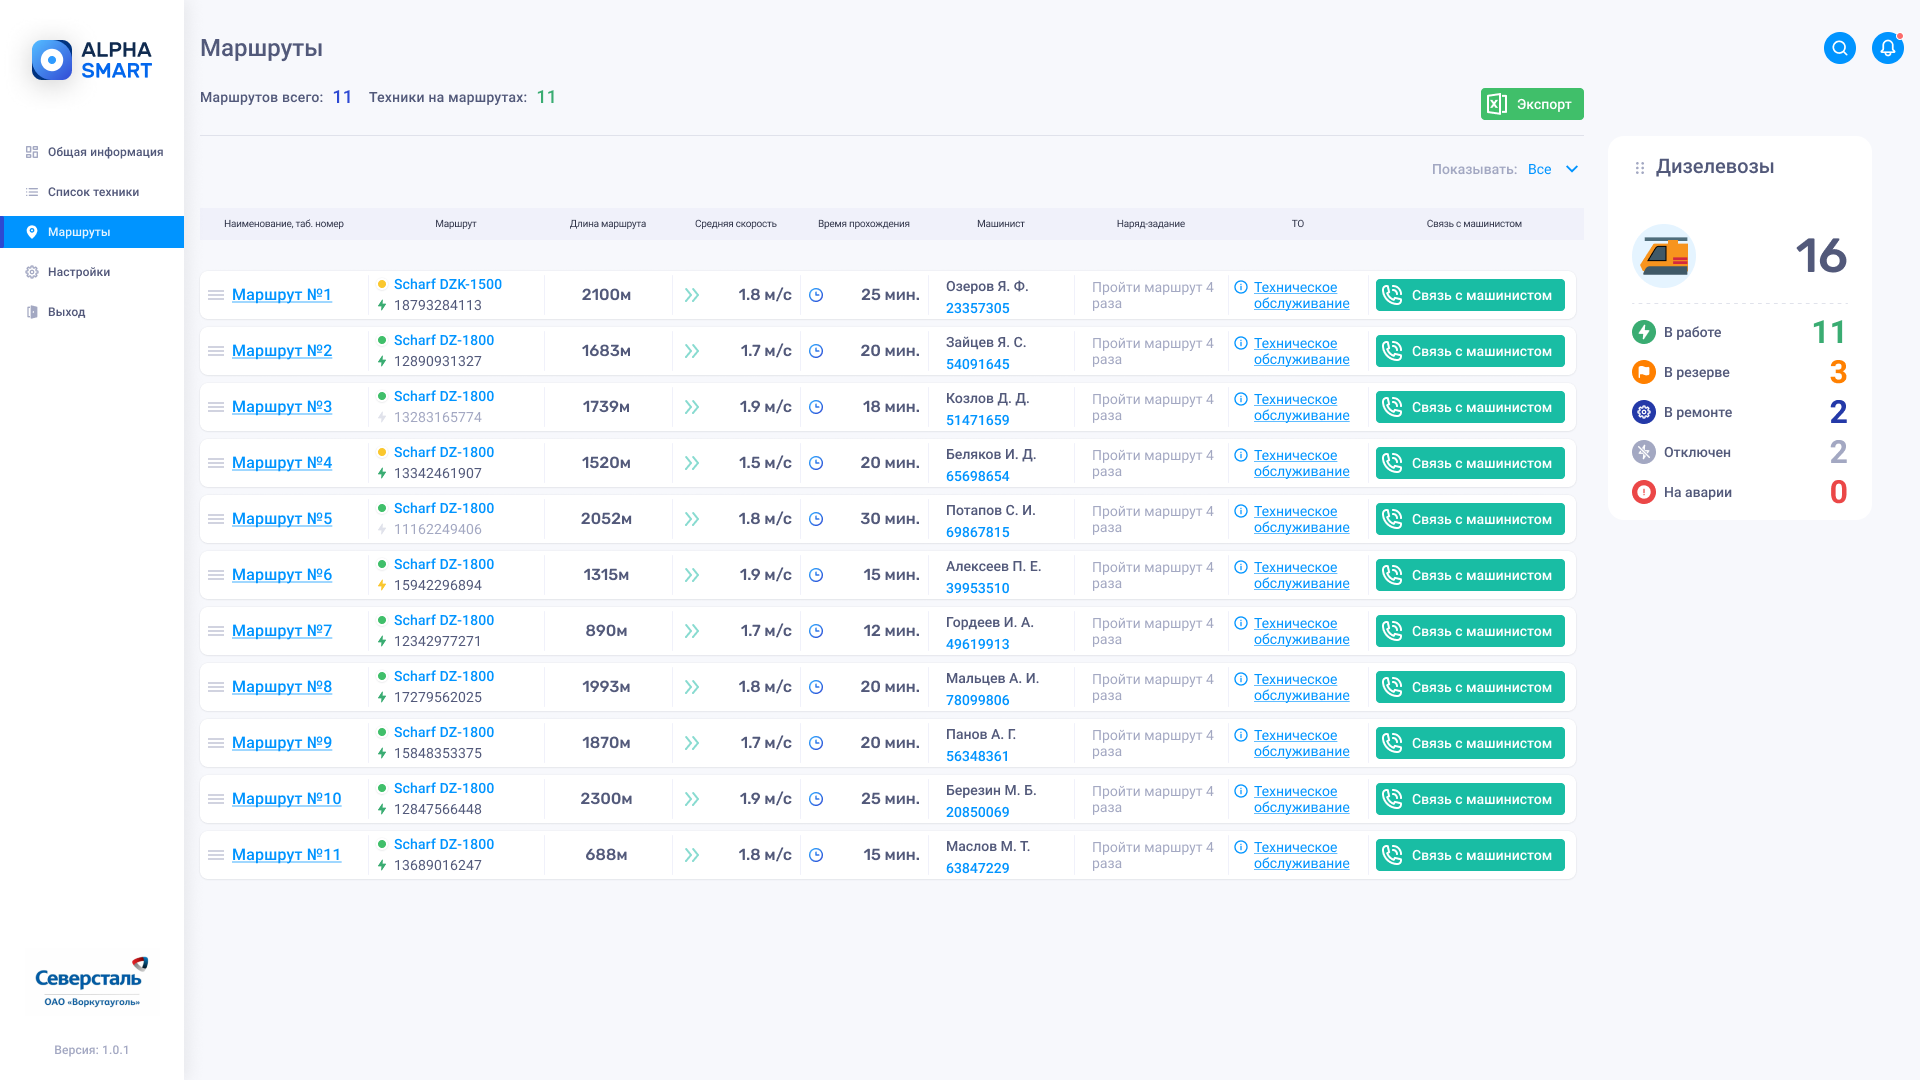 ALPHA
SMART
Общая информация
Список техники
Маршруты
Настройки
Выход
Северсталь
ОАО «Воркутауголь»
Версия: 1.0.1
Маршруты
Маршрутов всего: 11 Техники на маршрутах: 11
Экспорт
Показывать: Все
Наименование, таб. номер Маршрут Длина маршрута Средняя скорость Время прохождения Машинист Наряд-задание ТО Связь с машинистом
Маршрут №1 Scharf DZK-1500 2100м 1.8 м/с 25 мин. Озеров Я. Ф. Пройти маршрут 4 Техническое Связь с машинистом
18793284113 23357305 раза обслуживание
Маршрут №2 Scharf DZ-1800 1683м 1.7 м/с 20 мин. Зайцев Я. С. Пройти маршрут 4 Техническое Связь с машинистом
12890931327 54091645 раза обслуживание
Маршрут №3 Scharf DZ-1800 1739м 1.9 м/с 18 мин. Козлов Д. Д. Пройти маршрут 4 Техническое Связь с машинистом
13283165774 51471659 раза обслуживание
Маршрут №4 Scharf DZ-1800 1520м 1.5 м/с 20 мин. Беляков И. Д. Пройти маршрут 4 Техническое Связь с машинистом
13342461907 65698654 раза обслуживание
Маршрут №5 Scharf DZ-1800 2052м 1.8 м/с 30 мин. Потапов С. И. Пройти маршрут 4 Техническое Связь с машинистом
11162249406 69867815 раза обслуживание
Маршрут №6 Scharf DZ-1800 1315м 1.9 м/с 15 мин. Алексеев П. Е. Пройти маршрут 4 Техническое Связь с машинистом
15942296894 39953510 раза обслуживание
Маршрут №7 Scharf DZ-1800 890м 1.7 м/с 12 мин. Гордеев И. А. Пройти маршрут 4 Техническое Связь с машинистом
12342977271 49619913 раза обслуживание
Маршрут №8 Scharf DZ-1800 1993м 1.8 м/с 20 мин. Мальцев А. И. Пройти маршрут 4 Техническое Связь с машинистом
17279562025 78099806 раза обслуживание
Маршрут №9 Scharf DZ-1800 1870м 1.7 м/с 20 мин. Панов А. Г. Пройти маршрут 4 Техническое Связь с машинистом
15848353375 56348361 раза обслуживание
Маршрут №10 Scharf DZ-1800 2300м 1.9 м/с 25 мин. Березин М. Б. Пройти маршрут 4 Техническое Связь с машинистом
12847566448 20850069 раза обслуживание
Маршрут №11 Scharf DZ-1800 688м 1.8 м/с 15 мин. Маслов М. Т. Пройти маршрут 4 Техническое Связь с машинистом
13689016247 63847229 раза обслуживание
Дизелевозы
16
В работе 11
В резерве 3
В ремонте 2
Отключен 2
На аварии 0